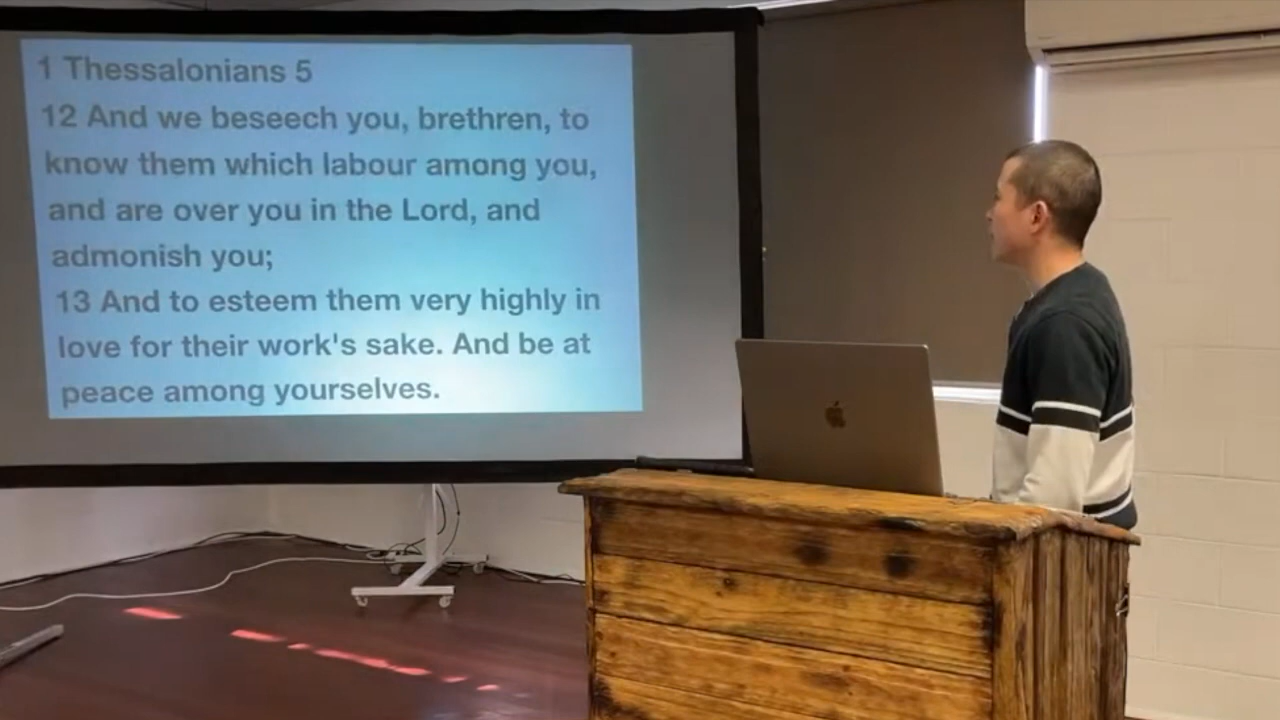 1 Thessalonians 5
12 And we beseech you, brethren, to
know them which labour among you,
and are over you in the Lord, and
admonish you;
13 And to esteem them very highly in
love for their work's sake. And be at
peace among yourselves.